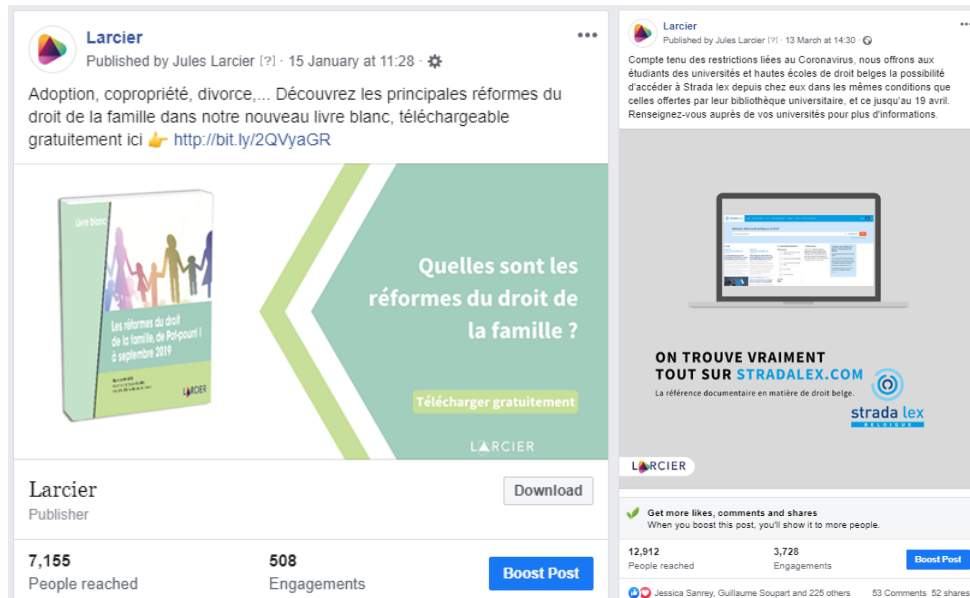 Larcier
Published by Jules Larcier [?] · 15 January at 11:28 ·
Adoption, copropriété, divorce,... Découvrez les principales réformes du
droit de la famille dans notre nouveau livre blanc, téléchargeable
gratuitement ici 👉 http://bit.ly/2QVyaGR
Livre blanc
Les réformes du droit
de la famille, de Pot-pourri I
à septembre 2019
LARCIER
Quelles sont les
réformes du droit de
la famille ?
Télécharger gratuitement
LARCIER
Larcier
Publisher
Download
7,155
People reached
508
Engagements
Boost Post
Larcier
Published by Jules Larcier [?] · 13 March at 14:30 ·
Compte tenu des restrictions liées au Coronavirus, nous offrons aux
étudiants des universités et hautes écoles de droit belges la possibilité
d'accéder à Strada lex depuis chez eux dans les mêmes conditions que
celles offertes par leur bibliothèque universitaire, et ce jusqu'au 19 avril.
Renseignez-vous auprès de vos universités pour plus d'informations.
ON TROUVE VRAIMENT
TOUT SUR STRADALEX.COM
La référence documentaire en matière de droit belge.
strada lex
BELGIQUE
LARCIER
Get more likes, comments and shares
When you boost this post, you'll show it to more people.
12,912
People reached
3,728
Engagements
Boost Post
Jessica Sanrey, Guillaume Soupart and 225 others
53 Comments 52 shares